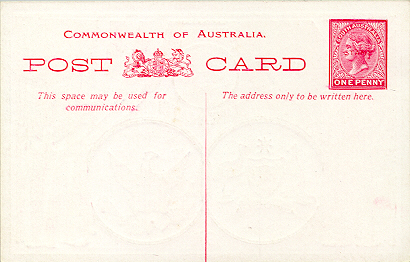 COMMONWEALTH OF AUSTRALIA.
POST CARD
SOUTH AUSTRALIA
ONE PENNY
This space may be used for
communications.
The address only to be written here.